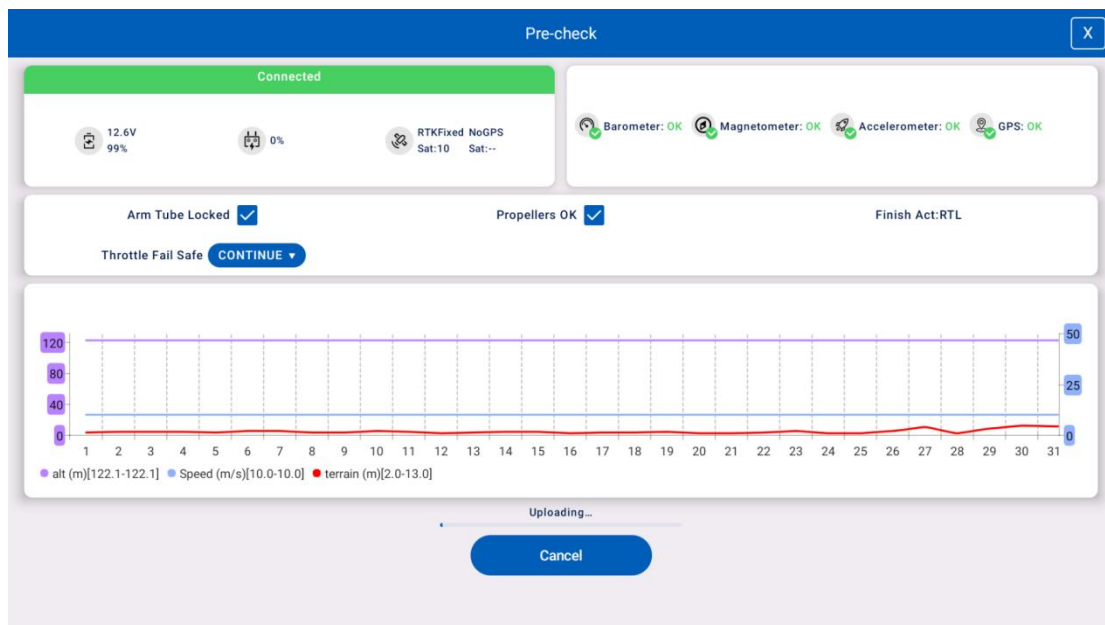 Pre-check
X
Connected
12.6V
99%
0%
RTKFixed NoGPS
Sat:10 Sat:--
Barometer: OK Magnetometer: OK Accelerometer: OK GPS: OK
Arm Tube Locked Propellers OK Finish Act:RTL
Throttle Fail Safe CONTINUE ▼
120
80
40
0
50
25
0
1 2 3 4 5 6 7 8 9 10 11 12 13 14 15 16 17 18 19 20 21 22 23 24 25 26 27 28 29 30 31
alt (m)[122.1-122.1] Speed (m/s)[10.0-10.0] terrain (m)[2.0-13.0]
Uploading...
Cancel